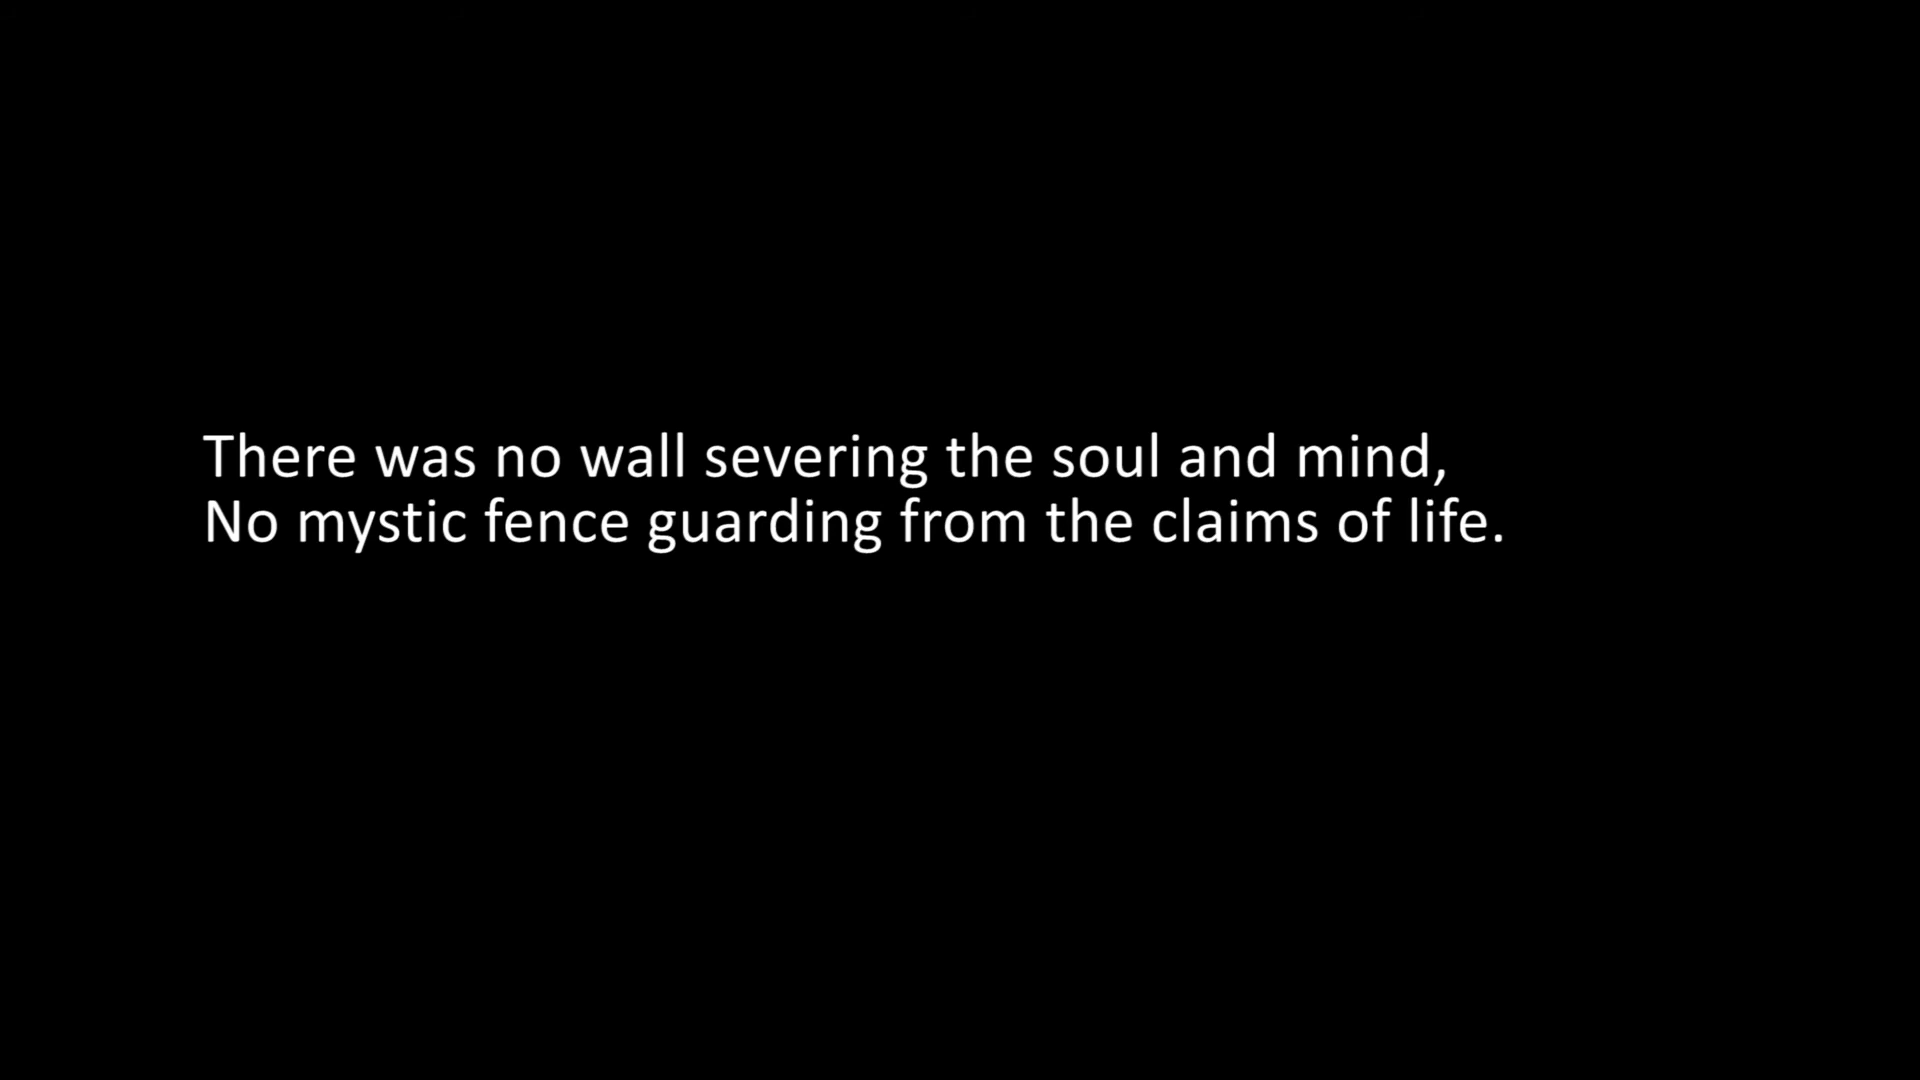 There was no wall severing the soul and mind,
No mystic fence guarding from the claims of life.